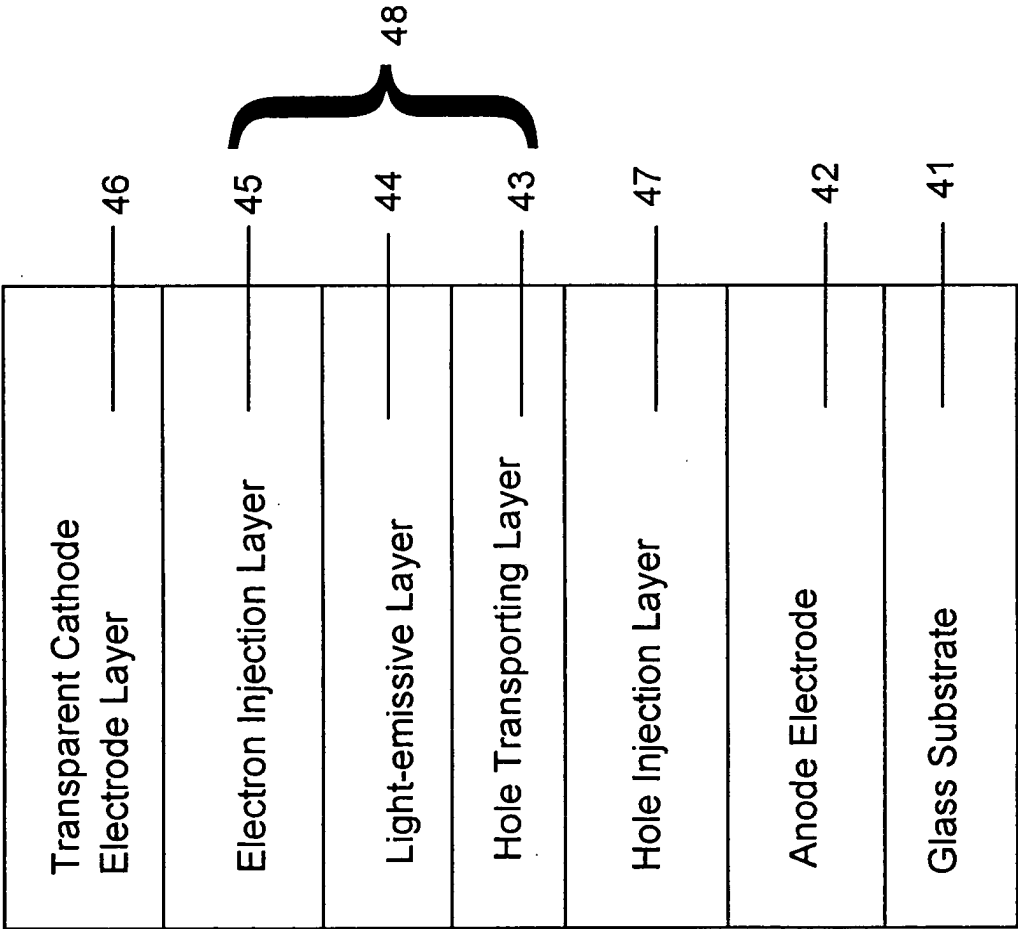 Transparent Cathode
Electrode Layer
46
Electron Injection Layer
45
Light-emissive Layer
44
Hole Transporting Layer
43
48
Hole Injection Layer
47
Anode Electrode
42
Glass Substrate
41